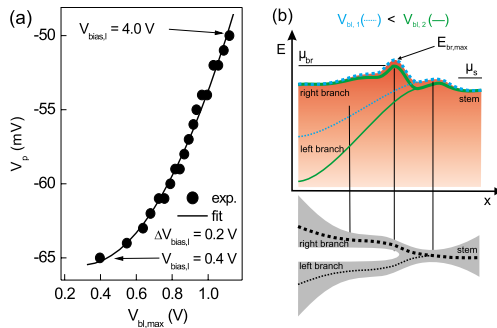 (a)
V_bias,l = 4.0 V
-50
-55
-60
-65
V_p (mV)
exp.
fit
ΔV_bias,l = 0.2 V
V_bias,l = 0.4 V
0.2 0.4 0.6 0.8 1.0 1.2
V_bl,max (V)
(b)
V_bl, 1 (.....) < V_bl, 2 (—)
E
E_br,max
μ_br
μ_s
right branch
stem
left branch
x
right branch
stem
left branch